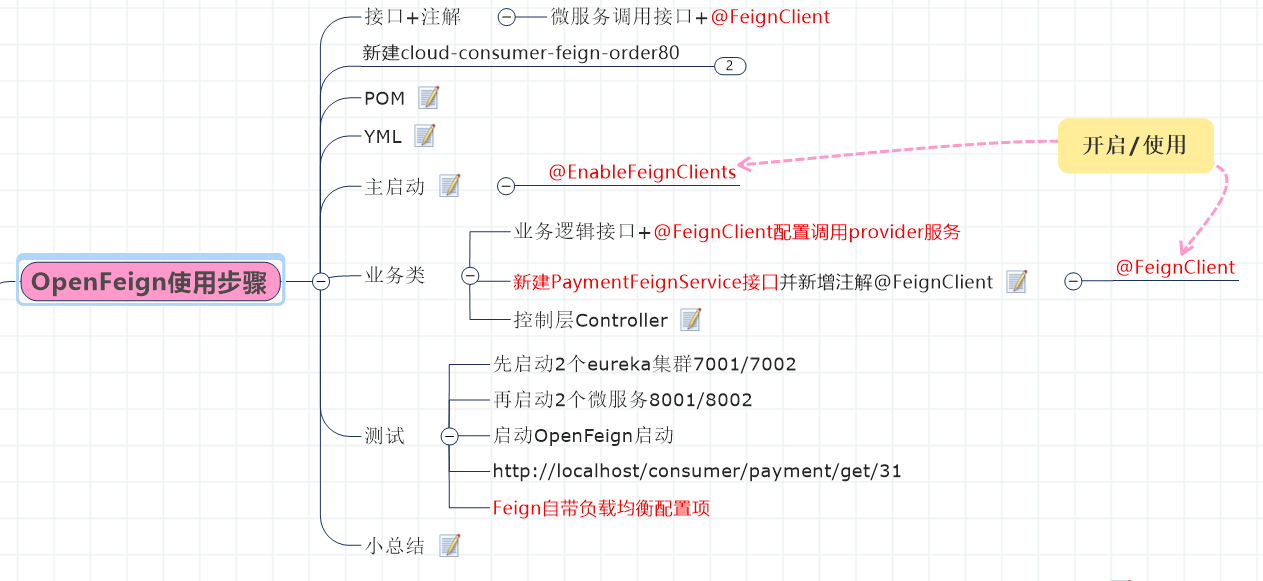 接口+注解
微服务调用接口+@FeignClient
新建cloud-consumer-feign-order80
2
POM
YML
开启/使用
主启动
@EnableFeignClients
业务类
业务逻辑接口+@FeignClient配置调用provider服务
OpenFeign使用步骤
新建PaymentFeignService接口并新增注解@FeignClient
@FeignClient
控制层Controller
测试
先启动2个eureka集群7001/7002
再启动2个微服务8001/8002
启动OpenFeign启动
http://localhost/consumer/payment/get/31
Feign自带负载均衡配置项
小总结